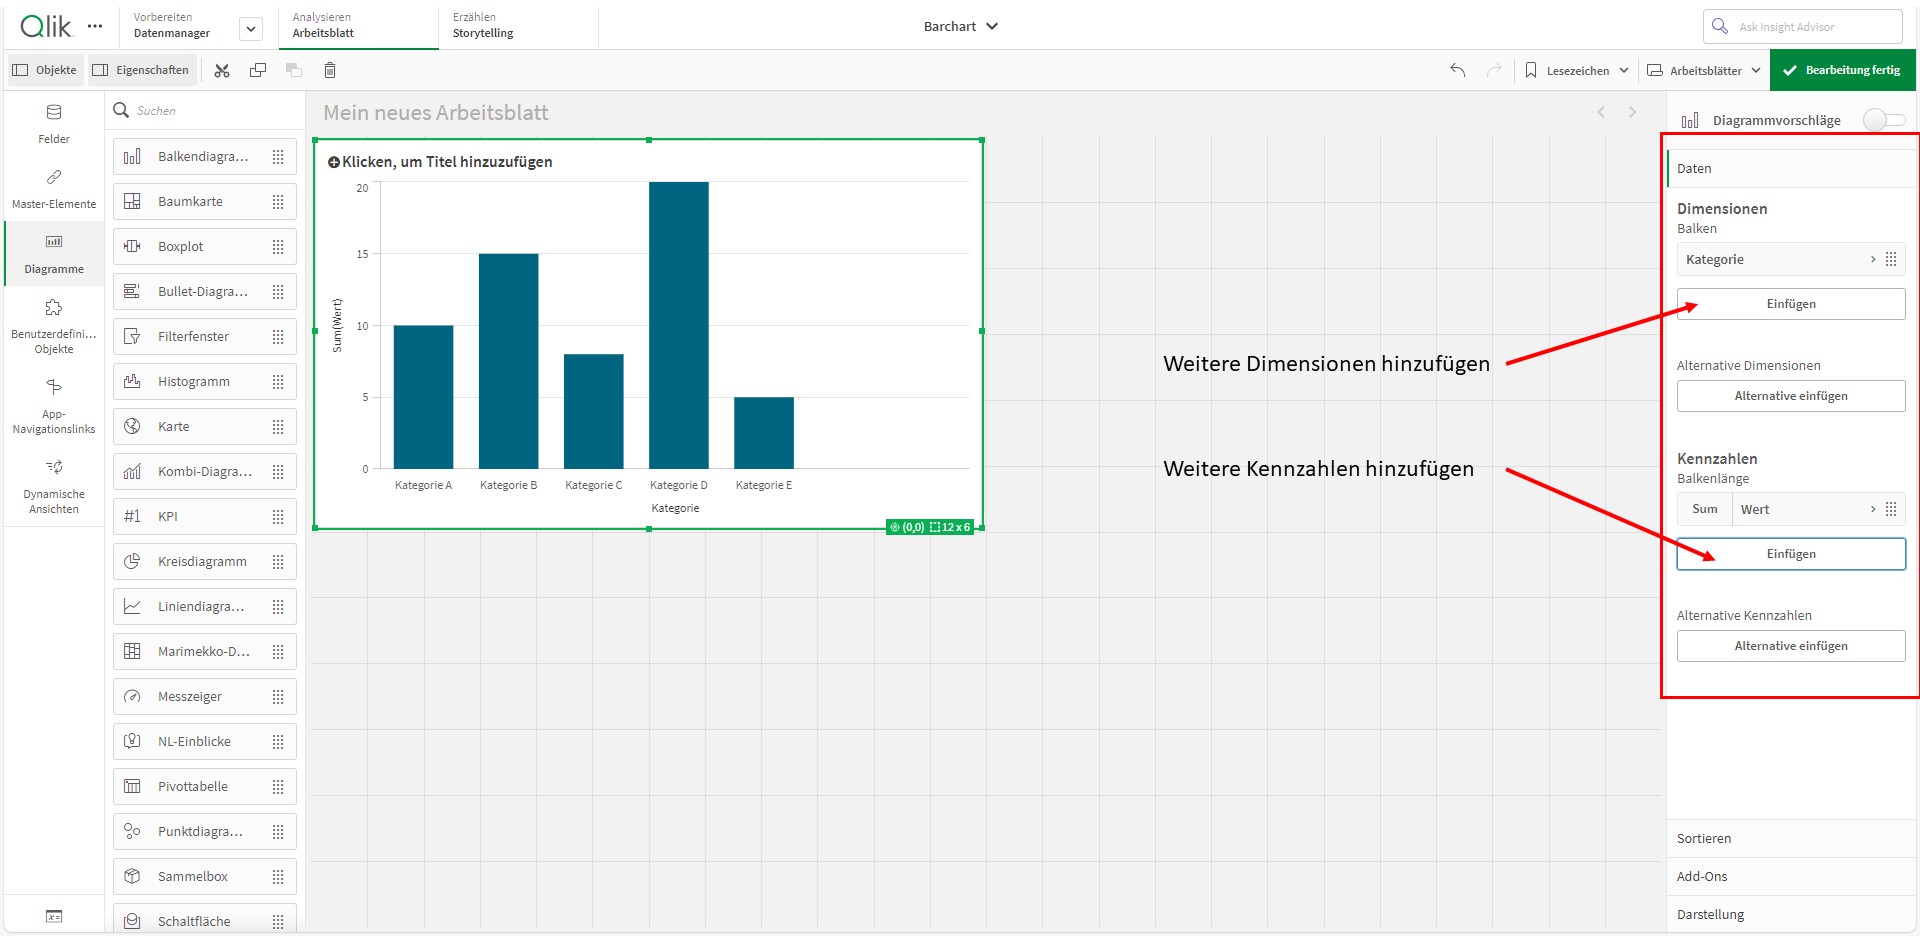 Qlik
Vorbereiten
Datenmanager
Analysieren
Arbeitsblatt
Erzählen
Storytelling
Barchart
Ask Insight Advisor
Objekte
Eigenschaften
Lesezeichen
Arbeitsblätter
Bearbeitung fertig
Felder
Master-Elemente
Diagramme
Benutzerdefini...
Objekte
App-
Navigationslinks
Dynamische
Ansichten
Suchen
Balkendiagra...
Baumkarte
Boxplot
Bullet-Diagra...
Filterfenster
Histogramm
Karte
Kombi-Diagra...
#1 KPI
Kreisdiagramm
Liniendiagra...
Marimekko-D...
Messzeiger
NL-Einblicke
Pivottabelle
Punktdiagra...
Sammelbox
Schaltfläche
Mein neues Arbeitsblatt
Klicken, um Titel hinzuzufügen
20
15
10
5
0
Sum(Wert)
Kategorie A
Kategorie B
Kategorie C
Kategorie D
Kategorie E
Kategorie
(0,0) 12 x 6
Weitere Dimensionen hinzufügen
Weitere Kennzahlen hinzufügen
Diagrammvorschläge
Daten
Dimensionen
Balken
Kategorie
Einfügen
Alternative Dimensionen
Alternative einfügen
Kennzahlen
Balkenlänge
Sum Wert
Einfügen
Alternative Kennzahlen
Alternative einfügen
Sortieren
Add-Ons
Darstellung